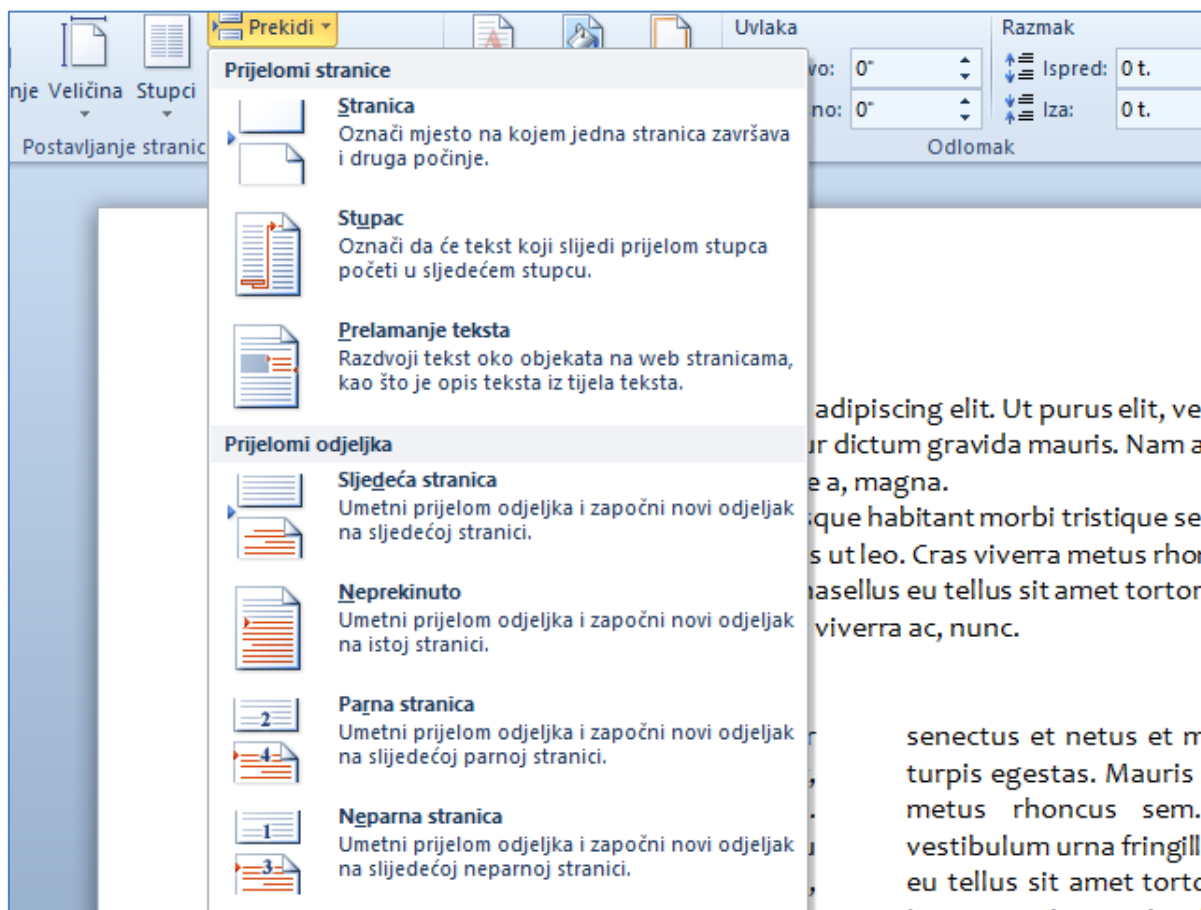 Prekidi
Uvlaka
Razmak
vo: 0"
Ispred: 0 t.
nje Veličina Stupci
no: 0"
Iza: 0 t.
Postavljanje stranic
Odlomak
Prijelomi stranice
Stranica
Označi mjesto na kojem jedna stranica završava
i druga počinje.
Stupac
Označi da će tekst koji slijedi prijelom stupca
početi u sljedećem stupcu.
Prelamanje teksta
Razdvoji tekst oko objekata na web stranicama,
kao što je opis teksta iz tijela teksta.
Prijelomi odjeljka
Sljedeća stranica
Umetni prijelom odjeljka i započni novi odjeljak
na sljedećoj stranici.
Neprekinuto
Umetni prijelom odjeljka i započni novi odjeljak
na istoj stranici.
2
4
Parna stranica
Umetni prijelom odjeljka i započni novi odjeljak
na slijedećoj parnoj stranici.
1
3
Neparna stranica
Umetni prijelom odjeljka i započni novi odjeljak
na slijedećoj neparnoj stranici.
adipiscing elit. Ut purus elit, ve
ur dictum gravida mauris. Nam a
e a, magna.
sque habitant morbi tristique se
s ut leo. Cras viverra metus rhon
hasellus eu tellus sit amet tortor
viverra ac, nunc.
senectus et netus et m
turpis egestas. Mauris
metus rhoncus sem.
vestibulum urna fringill
eu tellus sit amet torto